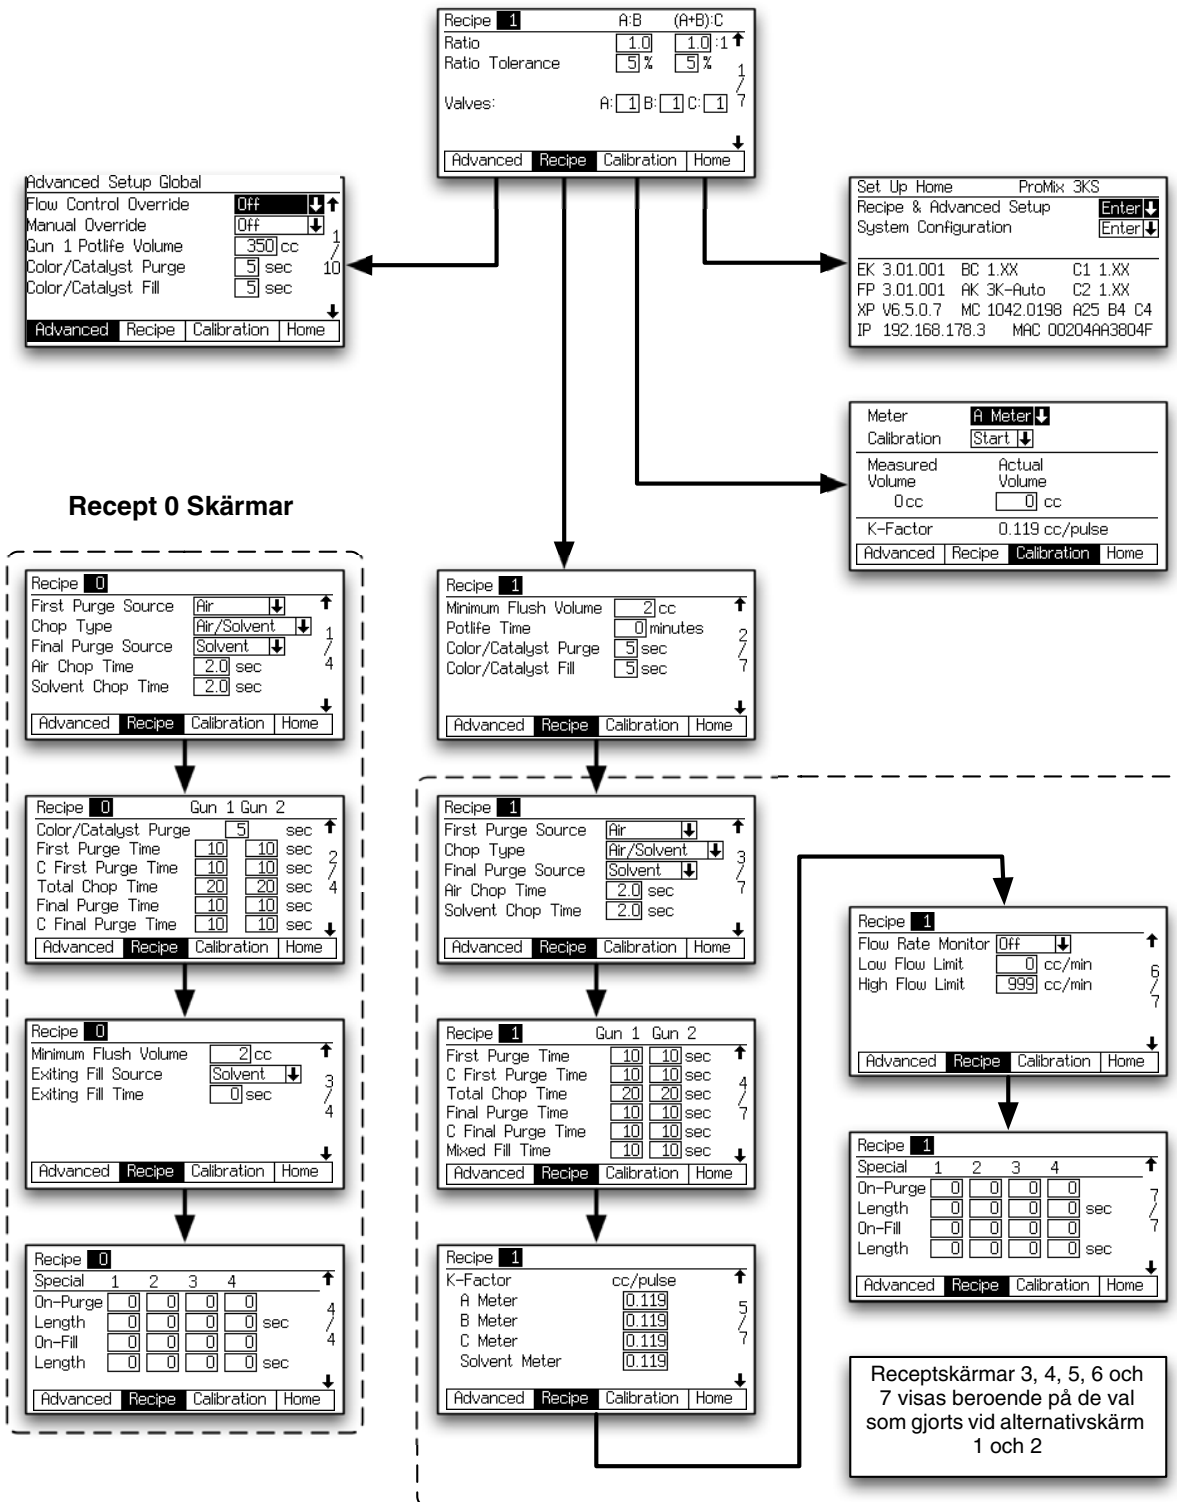 Recipe 1 A:B (A+B):C
Ratio 1.0 1.0 :1
Ratio Tolerance 5 % 5 %
1
/
7
Valves: A: 1 B: 1 C: 1
Advanced Recipe Calibration Home
Advanced Setup Global
Flow Control Override Off
Manual Override Off
Gun 1 Potlife Volume 350 cc
Color/Catalyst Purge 5 sec
Color/Catalyst Fill 5 sec
1
/
10
Advanced Recipe Calibration Home
Set Up Home ProMix 3KS
Recipe & Advanced Setup Enter
System Configuration Enter
EK 3.01.001 BC 1.XX C1 1.XX
FP 3.01.001 AK 3K-Auto C2 1.XX
XP V6.5.0.7 MC 1042.0198 A25 B4 C4
IP 192.168.178.3 MAC 00204AA3804F
Meter A Meter
Calibration Start
Measured Actual
Volume Volume
0 cc 0 cc
K-Factor 0.119 cc/pulse
Advanced Recipe Calibration Home
Recept 0 Skärmar
Recipe 0
First Purge Source Air
Chop Type Air/Solvent
Final Purge Source Solvent
Air Chop Time 2.0 sec
Solvent Chop Time 2.0 sec
1
/
4
Advanced Recipe Calibration Home
Recipe 0 Gun 1 Gun 2
Color/Catalyst Purge 5 sec
First Purge Time 10 10 sec
C First Purge Time 10 10 sec
Total Chop Time 20 20 sec
Final Purge Time 10 10 sec
C Final Purge Time 10 10 sec
2
/
4
Advanced Recipe Calibration Home
Recipe 0
Minimum Flush Volume 2 cc
Exiting Fill Source Solvent
Exiting Fill Time 0 sec
3
/
4
Advanced Recipe Calibration Home
Recipe 0
Special 1 2 3 4
On-Purge 0 0 0 0
Length 0 0 0 0 sec
On-Fill 0 0 0 0
Length 0 0 0 0 sec
4
/
4
Advanced Recipe Calibration Home
Recipe 1
Minimum Flush Volume 2 cc
Potlife Time 0 minutes
Color/Catalyst Purge 5 sec
Color/Catalyst Fill 5 sec
2
/
7
Advanced Recipe Calibration Home
Recipe 1
First Purge Source Air
Chop Type Air/Solvent
Final Purge Source Solvent
Air Chop Time 2.0 sec
Solvent Chop Time 2.0 sec
3
/
7
Advanced Recipe Calibration Home
Recipe 1 Gun 1 Gun 2
First Purge Time 10 10 sec
C First Purge Time 10 10 sec
Total Chop Time 20 20 sec
Final Purge Time 10 10 sec
C Final Purge Time 10 10 sec
Mixed Fill Time 10 10 sec
4
/
7
Advanced Recipe Calibration Home
Recipe 1
K-Factor cc/pulse
A Meter 0.119
B Meter 0.119
C Meter 0.119
Solvent Meter 0.119
5
/
7
Advanced Recipe Calibration Home
Recipe 1
Flow Rate Monitor Off
Low Flow Limit 0 cc/min
High Flow Limit 999 cc/min
6
/
7
Advanced Recipe Calibration Home
Recipe 1
Special 1 2 3 4
On-Purge 0 0 0 0
Length 0 0 0 0 sec
On-Fill 0 0 0 0
Length 0 0 0 0 sec
7
/
7
Advanced Recipe Calibration Home
Receptskärmar 3, 4, 5, 6 och
7 visas beroende på de val
som gjorts vid alternativskärm
1 och 2